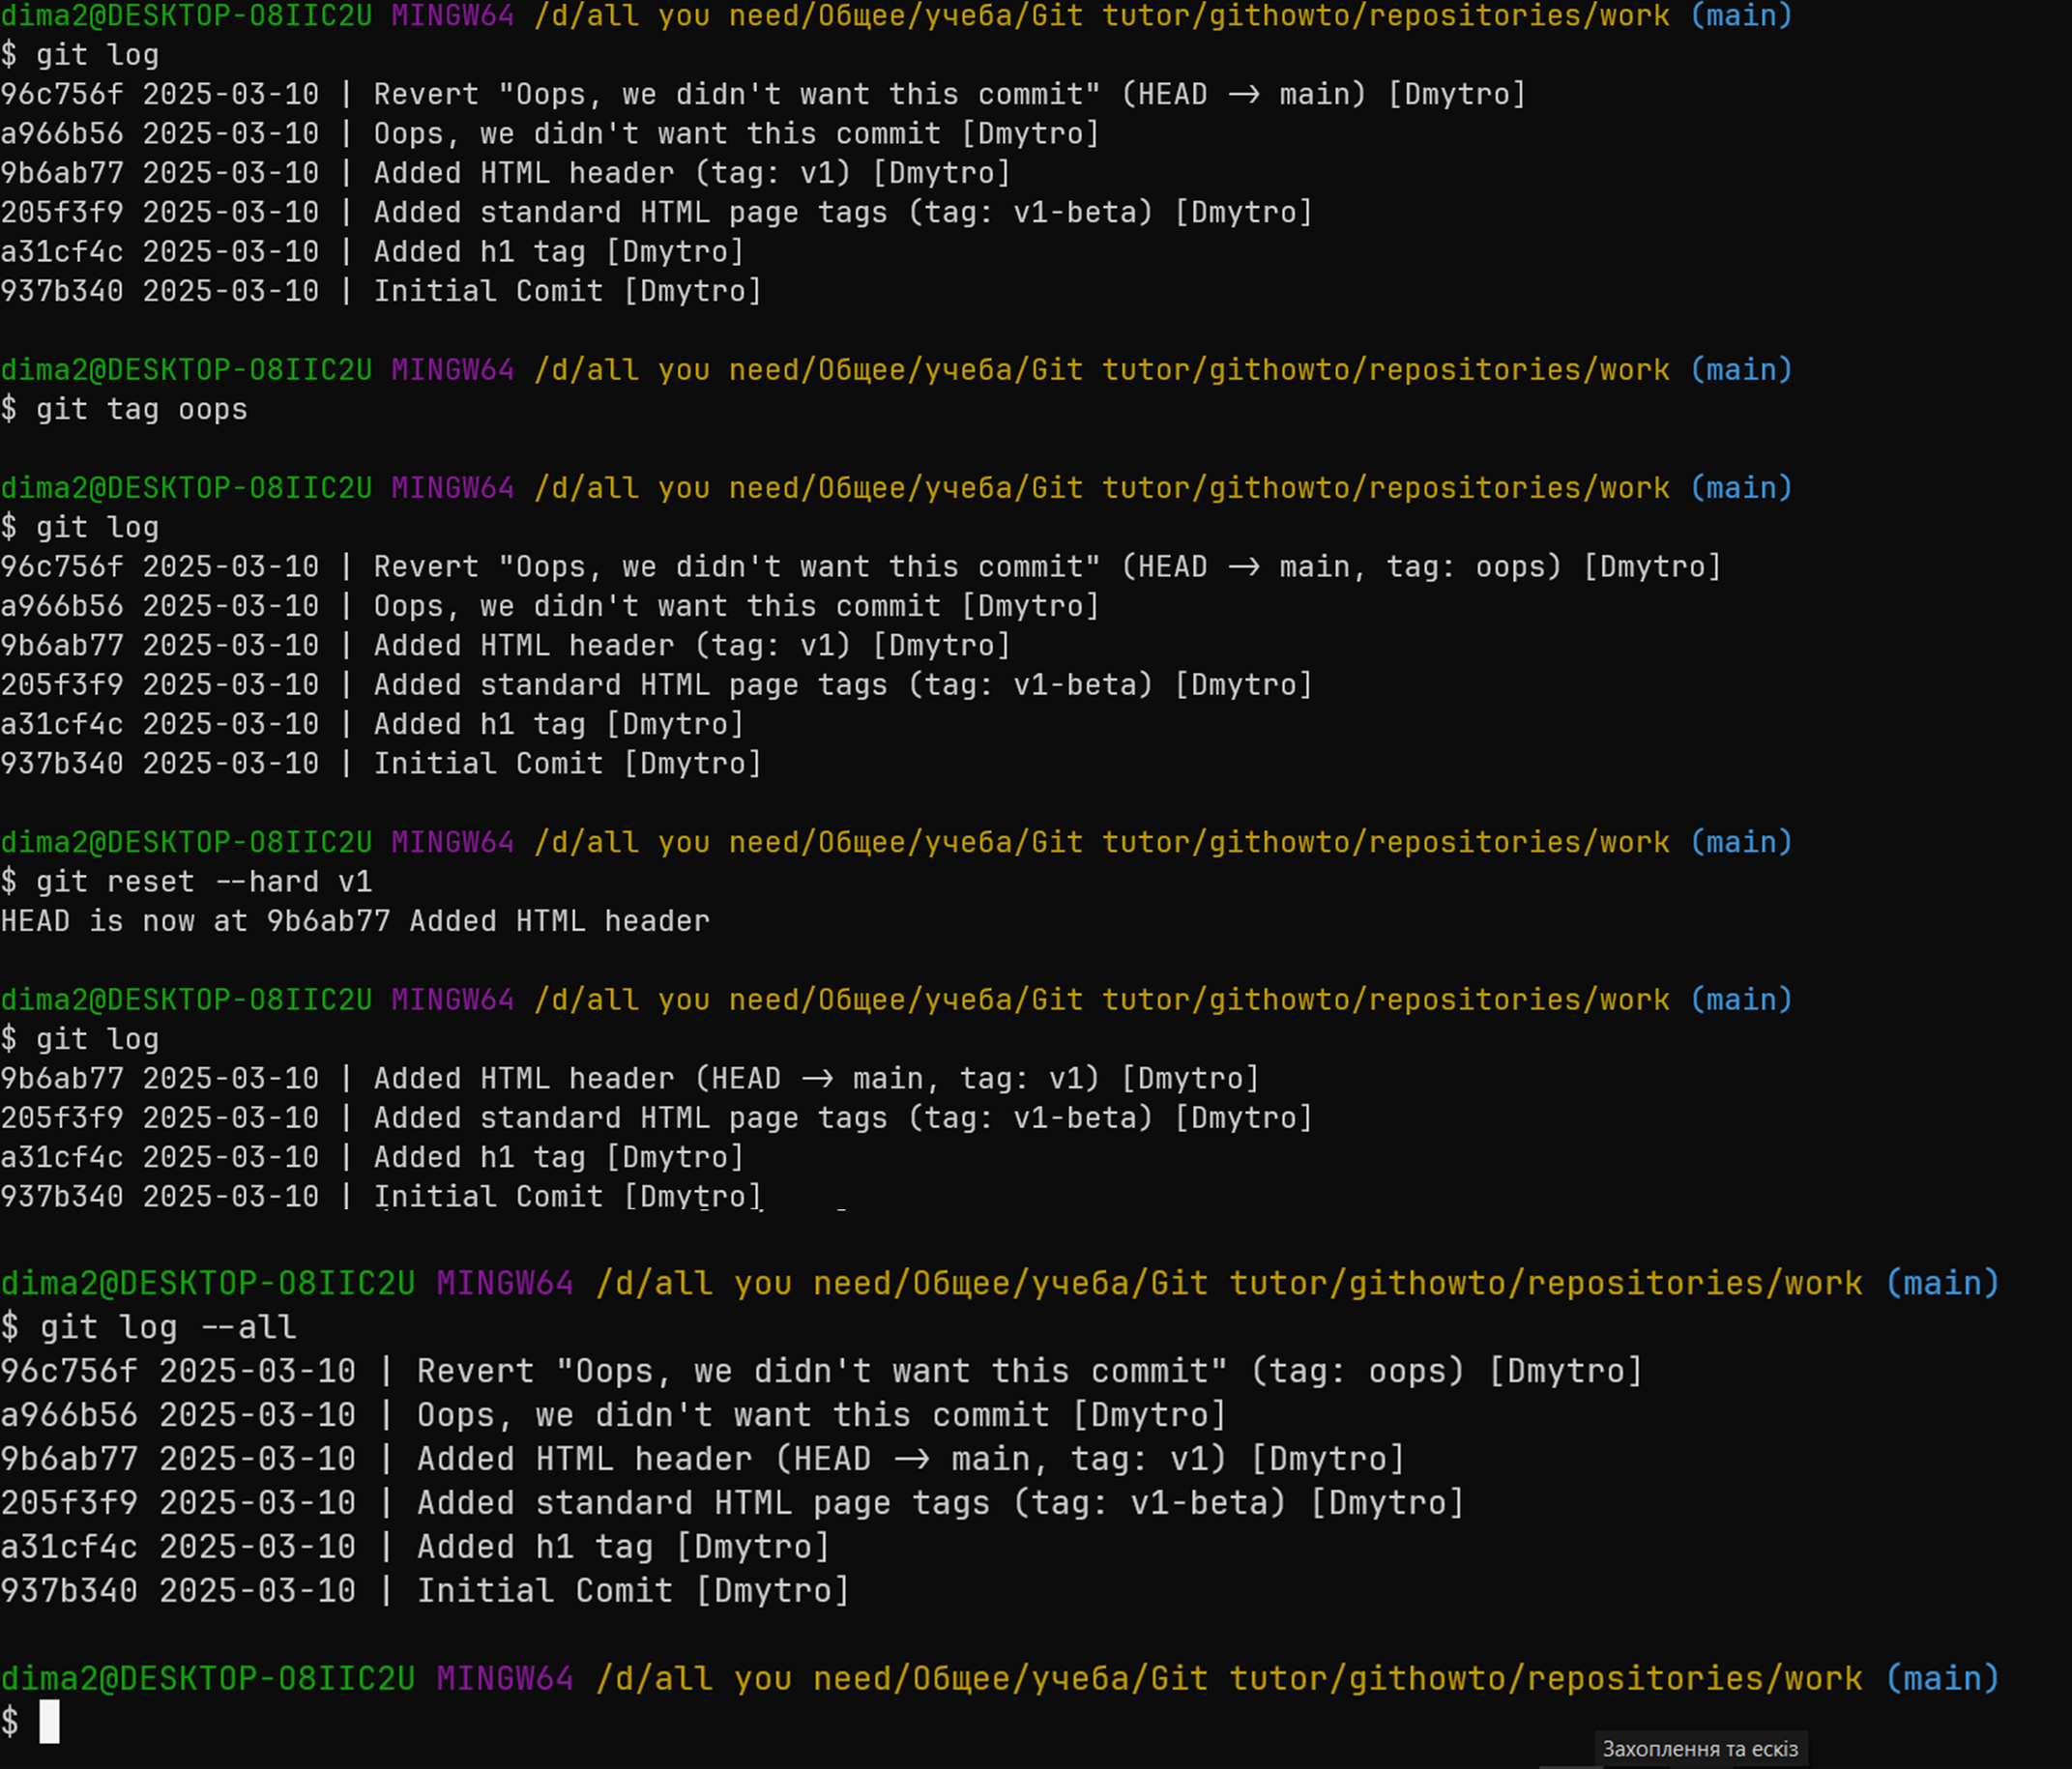 dima2@DESKTOP-O8IIC2U MINGW64 /d/all you need/Общее/учеба/Git tutor/githowto/repositories/work (main)
$ git log
96c756f 2025-03-10 | Revert "Oops, we didn't want this commit" (HEAD -> main) [Dmytro]
a966b56 2025-03-10 | Oops, we didn't want this commit [Dmytro]
9b6ab77 2025-03-10 | Added HTML header (tag: v1) [Dmytro]
205f3f9 2025-03-10 | Added standard HTML page tags (tag: v1-beta) [Dmytro]
a31cf4c 2025-03-10 | Added h1 tag [Dmytro]
937b340 2025-03-10 | Initial Comit [Dmytro]
dima2@DESKTOP-O8IIC2U MINGW64 /d/all you need/Общее/учеба/Git tutor/githowto/repositories/work (main)
$ git tag oops
dima2@DESKTOP-O8IIC2U MINGW64 /d/all you need/Общее/учеба/Git tutor/githowto/repositories/work (main)
$ git log
96c756f 2025-03-10 | Revert "Oops, we didn't want this commit" (HEAD -> main, tag: oops) [Dmytro]
a966b56 2025-03-10 | Oops, we didn't want this commit [Dmytro]
9b6ab77 2025-03-10 | Added HTML header (tag: v1) [Dmytro]
205f3f9 2025-03-10 | Added standard HTML page tags (tag: v1-beta) [Dmytro]
a31cf4c 2025-03-10 | Added h1 tag [Dmytro]
937b340 2025-03-10 | Initial Comit [Dmytro]
dima2@DESKTOP-O8IIC2U MINGW64 /d/all you need/Общее/учеба/Git tutor/githowto/repositories/work (main)
$ git reset --hard v1
HEAD is now at 9b6ab77 Added HTML header
dima2@DESKTOP-O8IIC2U MINGW64 /d/all you need/Общее/учеба/Git tutor/githowto/repositories/work (main)
$ git log
9b6ab77 2025-03-10 | Added HTML header (HEAD -> main, tag: v1) [Dmytro]
205f3f9 2025-03-10 | Added standard HTML page tags (tag: v1-beta) [Dmytro]
a31cf4c 2025-03-10 | Added h1 tag [Dmytro]
937b340 2025-03-10 | Initial Comit [Dmytro]
dima2@DESKTOP-O8IIC2U MINGW64 /d/all you need/Общее/учеба/Git tutor/githowto/repositories/work (main)
$ git log --all
96c756f 2025-03-10 | Revert "Oops, we didn't want this commit" (tag: oops) [Dmytro]
a966b56 2025-03-10 | Oops, we didn't want this commit [Dmytro]
9b6ab77 2025-03-10 | Added HTML header (HEAD -> main, tag: v1) [Dmytro]
205f3f9 2025-03-10 | Added standard HTML page tags (tag: v1-beta) [Dmytro]
a31cf4c 2025-03-10 | Added h1 tag [Dmytro]
937b340 2025-03-10 | Initial Comit [Dmytro]
dima2@DESKTOP-O8IIC2U MINGW64 /d/all you need/Общее/учеба/Git tutor/githowto/repositories/work (main)
$
Захоплення та ескіз